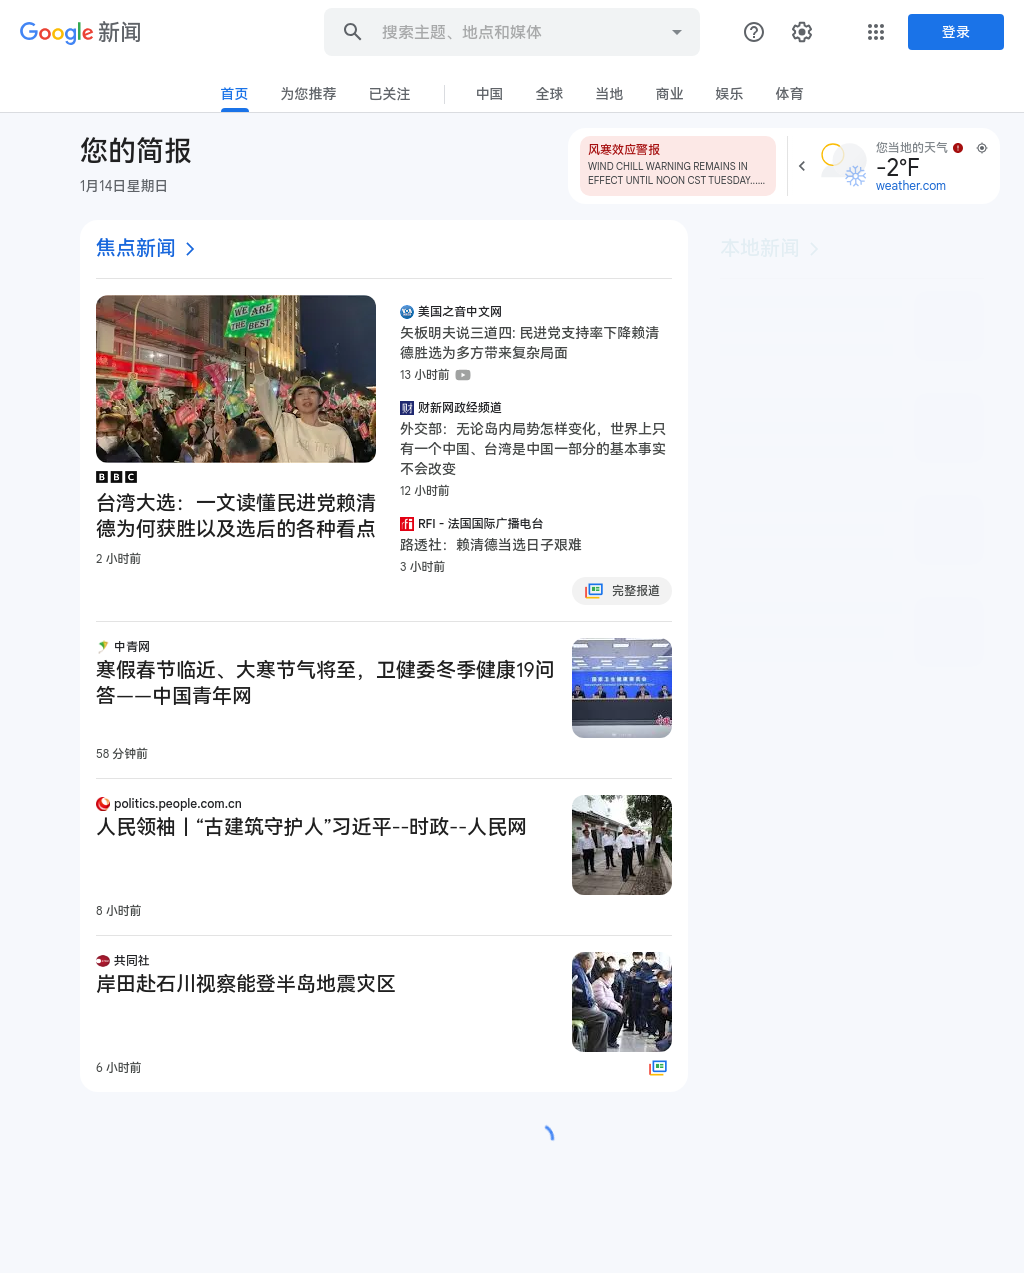 Google 新闻
搜索主题、地点和媒体
登录
首页
为您推荐
已关注
中国
全球
当地
商业
娱乐
体育
您的简报
1月14日星期日
风寒效应警报
WIND CHILL WARNING REMAINS IN
EFFECT UNTIL NOON CST TUESDAY......
您当地的天气
-2°F
weather.com
焦点新闻
本地新闻
WE ARE
THE BEST
BBC
台湾大选：一文读懂民进党赖清
德为何获胜以及选后的各种看点
2 小时前
美国之音中文网
矢板明夫说三道四: 民进党支持率下降赖清
德胜选为多方带来复杂局面
13 小时前
财新网政经频道
外交部：无论岛内局势怎样变化，世界上只
有一个中国、台湾是中国一部分的基本事实
不会改变
12 小时前
RFI - 法国国际广播电台
路透社：赖清德当选日子艰难
3 小时前
完整报道
中青网
寒假春节临近、大寒节气将至，卫健委冬季健康19问
答——中国青年网
国家卫生健康委员会
58 分钟前
politics.people.com.cn
人民领袖丨“古建筑守护人”习近平--时政--人民网
8 小时前
共同社
岸田赴石川视察能登半岛地震灾区
6 小时前